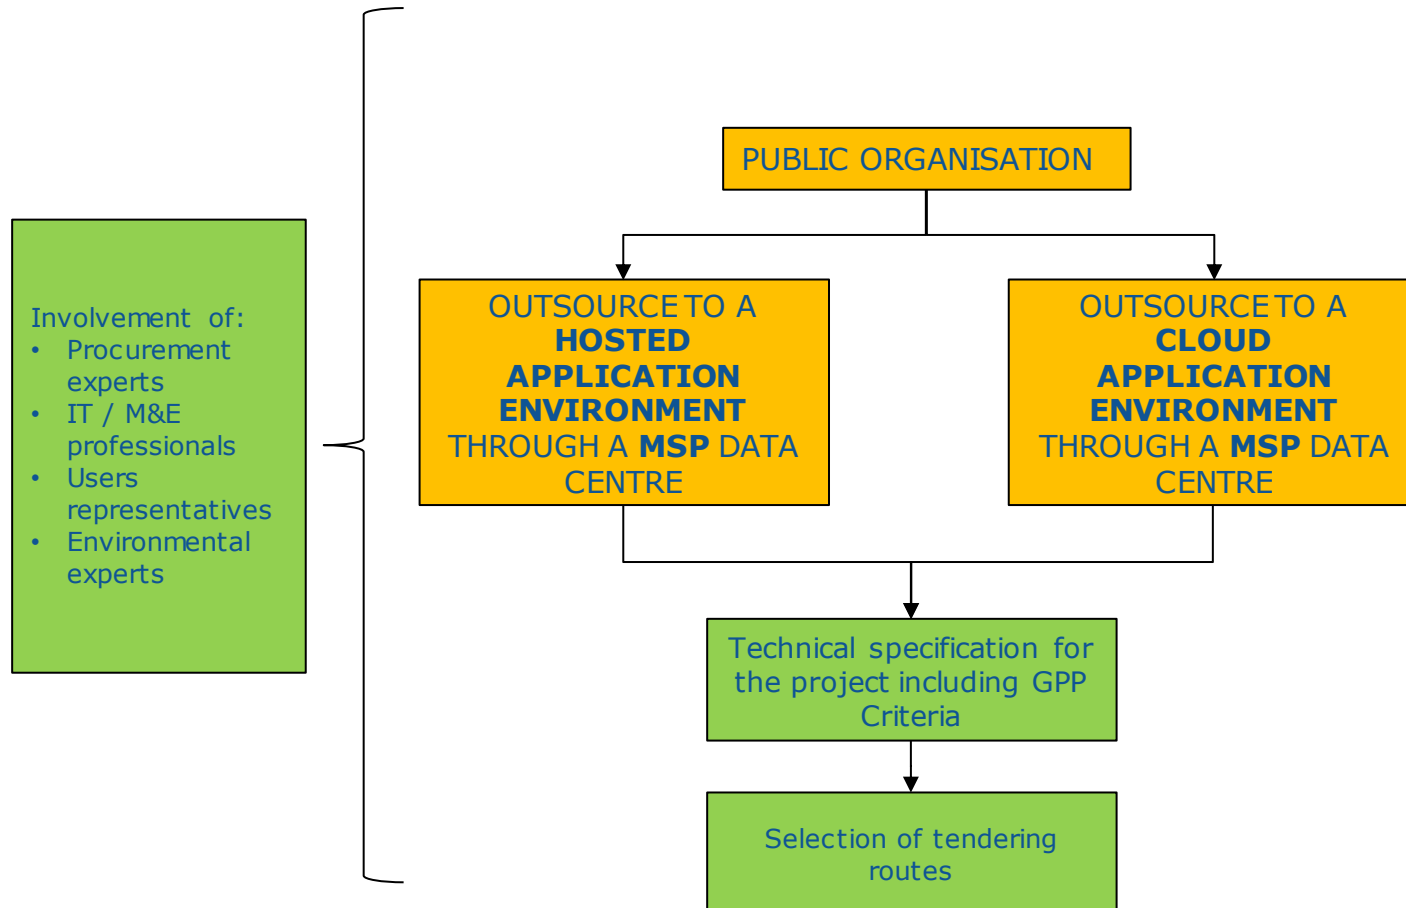 PUBLIC ORGANISATION
Involvement of:
• Procurement
experts
• IT / M&E
professionals
• Users
representatives
• Environmental
experts
OUTSOURCE TO A
HOSTED
APPLICATION
ENVIRONMENT
THROUGH A MSP DATA
CENTRE
OUTSOURCE TO A
CLOUD
APPLICATION
ENVIRONMENT
THROUGH A MSP DATA
CENTRE
Technical specification for
the project including GPP
Criteria
Selection of tendering
routes